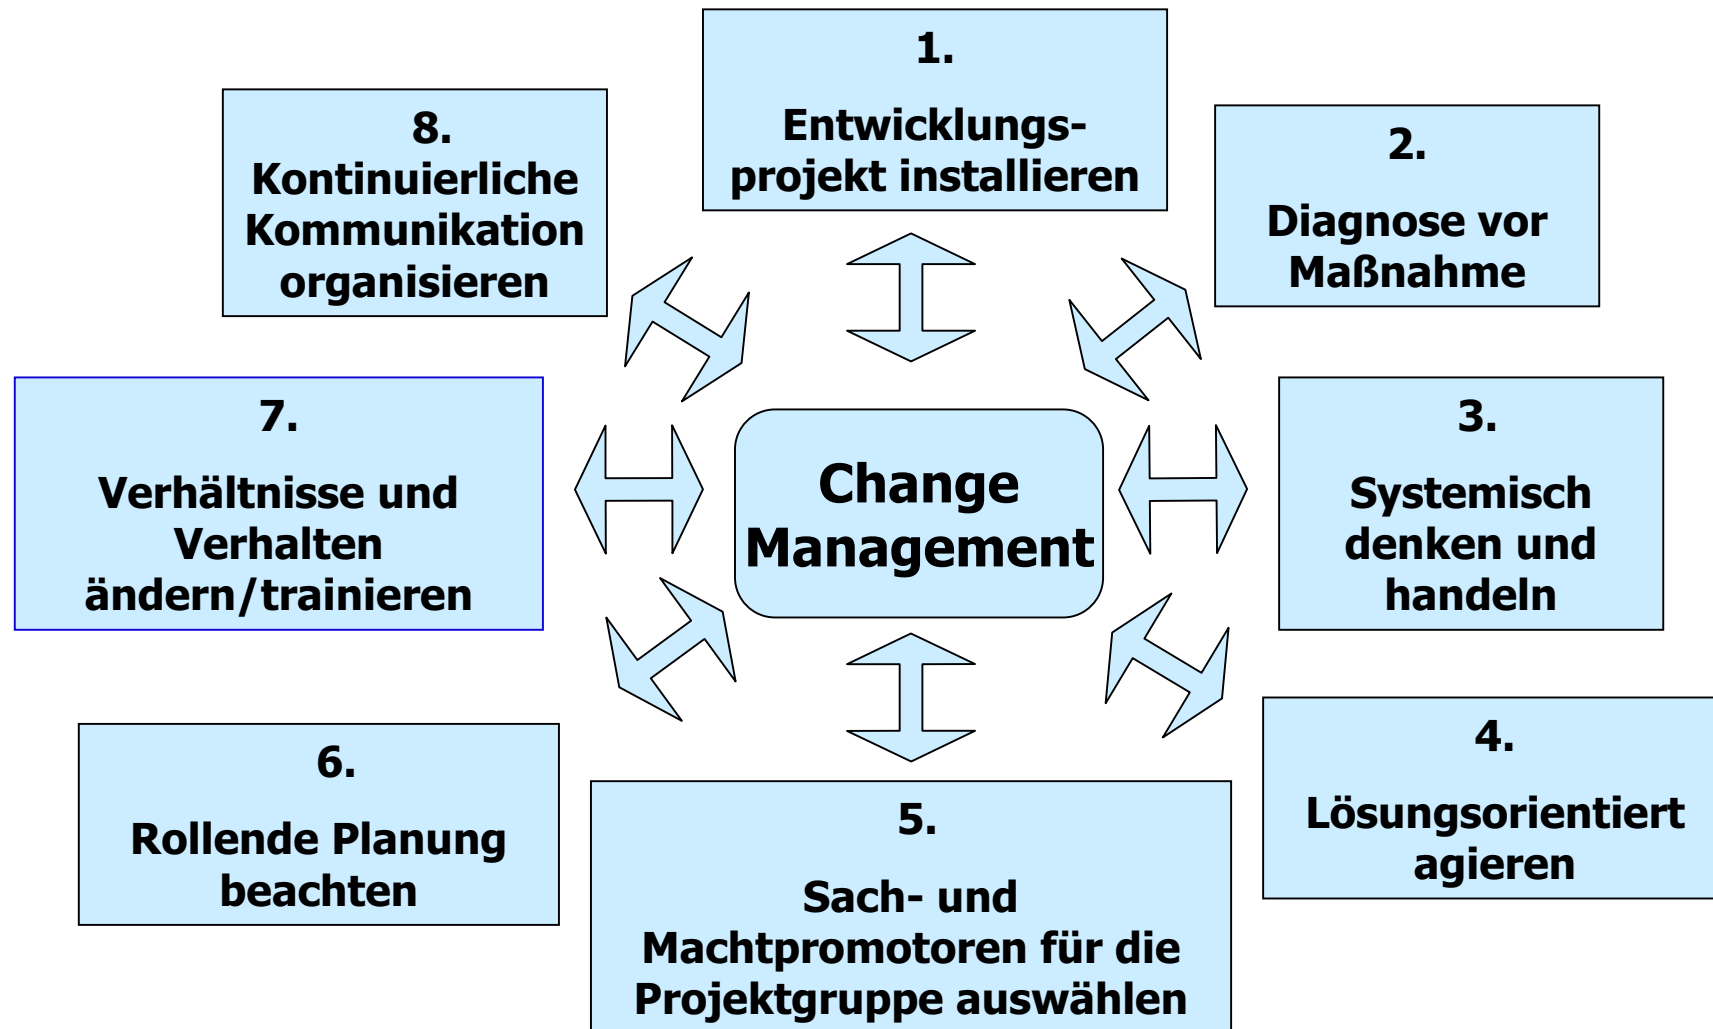 1.
Entwicklungs-
projekt installieren
2.
Diagnose vor
Maßnahme
3.
Systemisch
denken und
handeln
4.
Lösungsorientiert
agieren
5.
Sach- und
Machtpromotoren für die
Projektgruppe auswählen
6.
Rollende Planung
beachten
7.
Verhältnisse und
Verhalten
ändern/trainieren
8.
Kontinuierliche
Kommunikation
organisieren
Change
Management